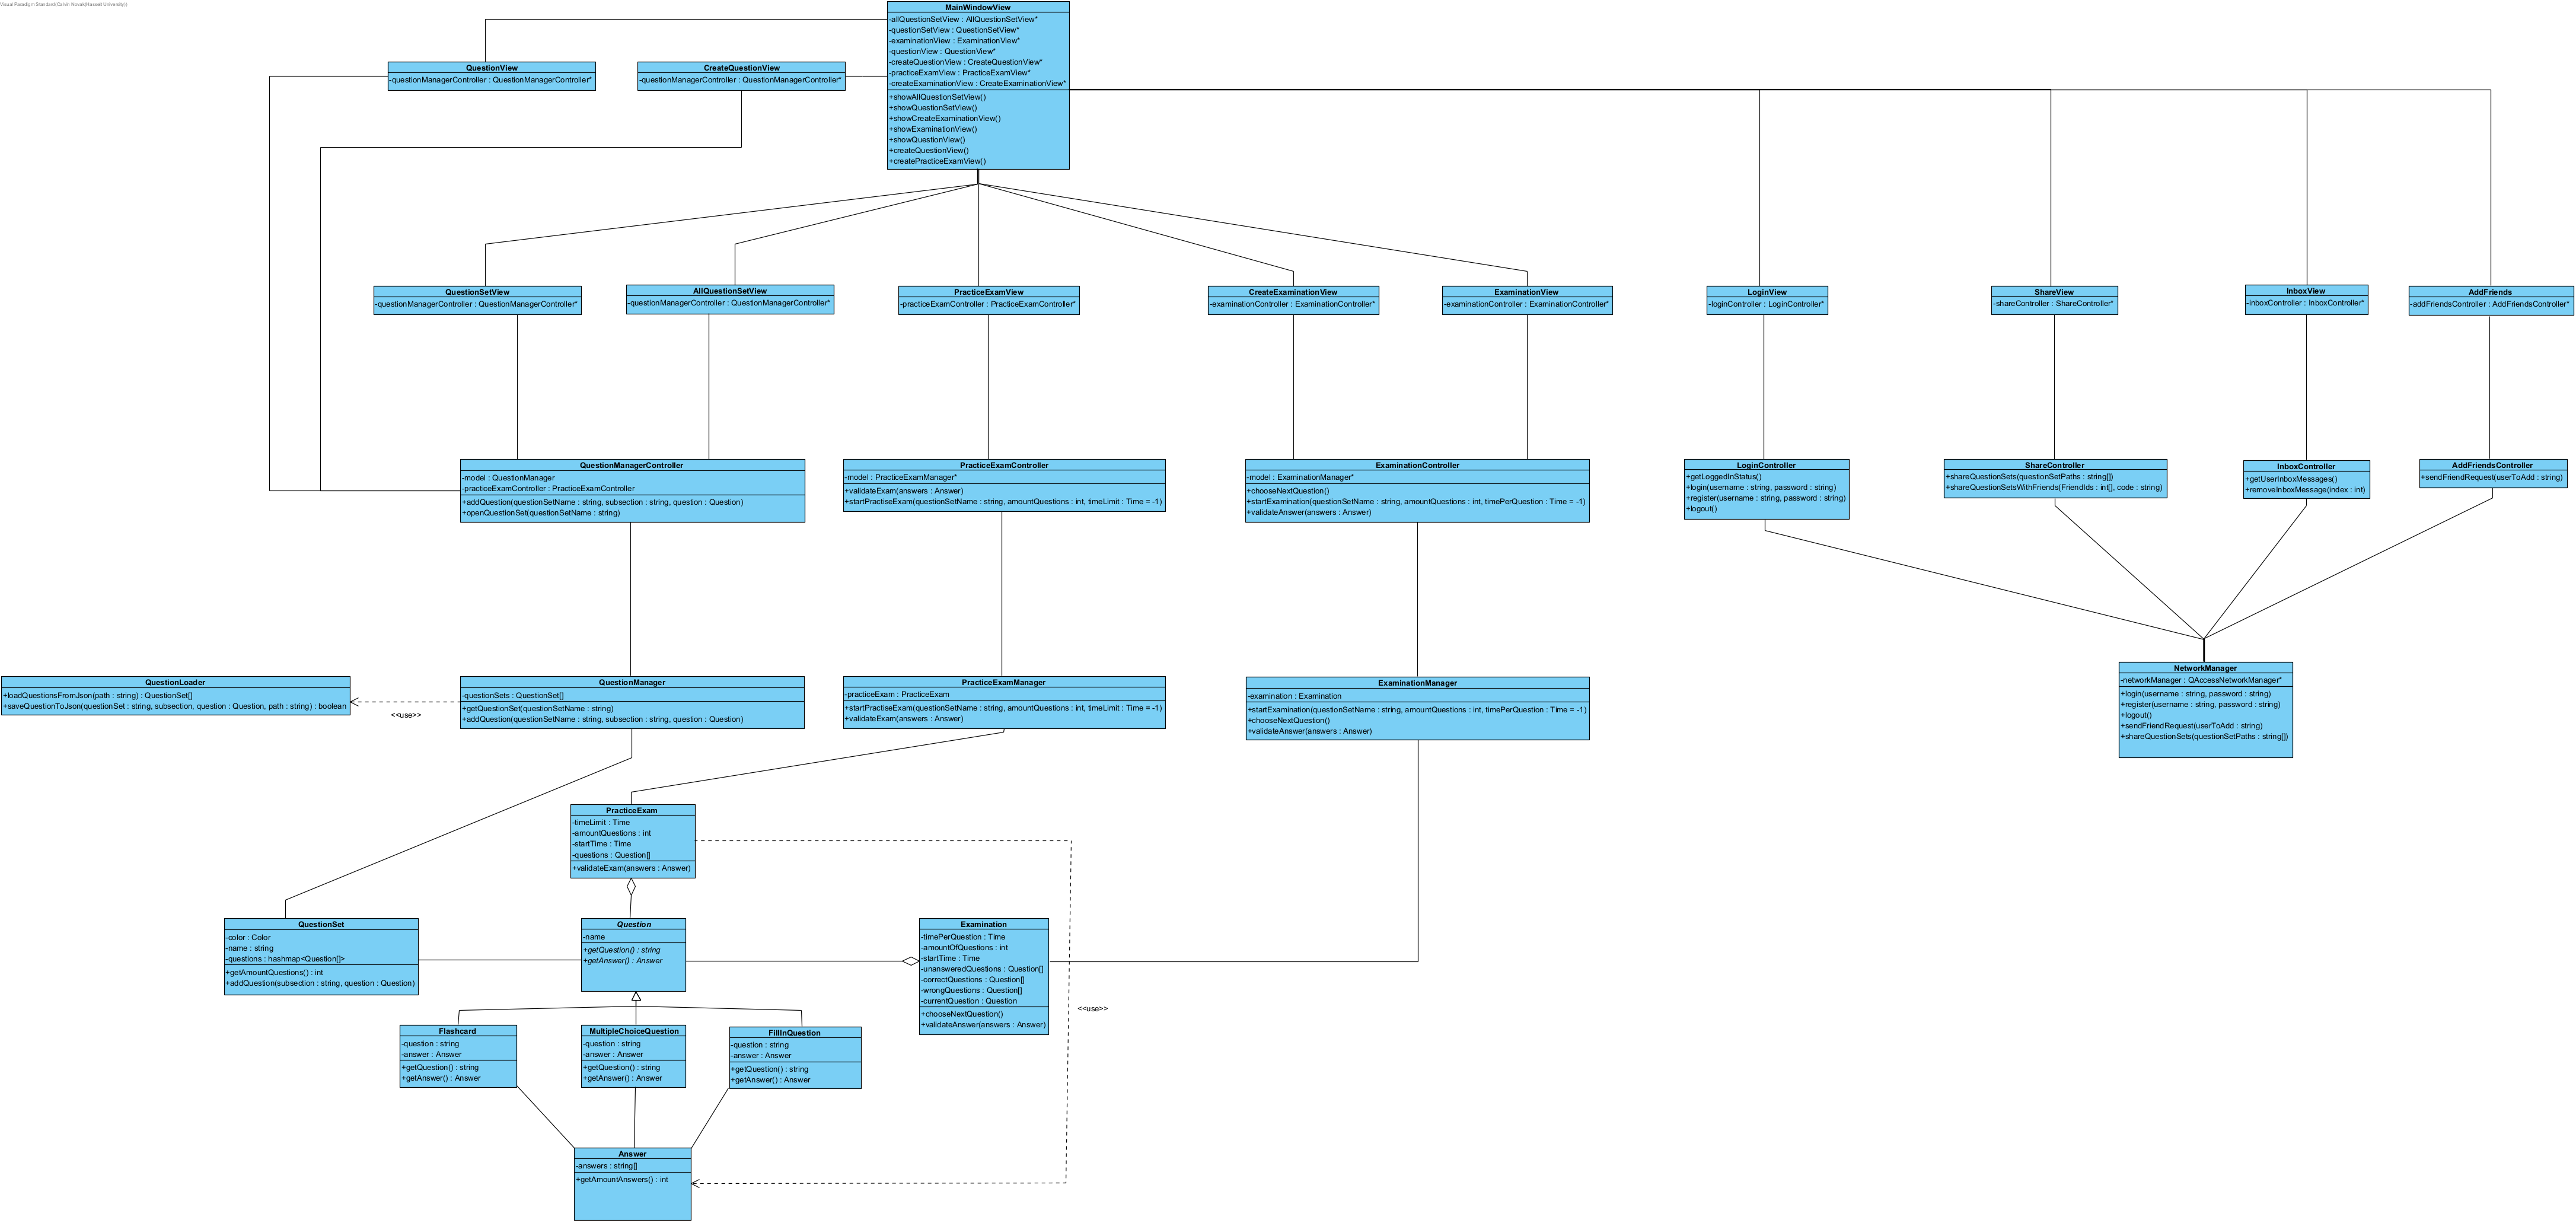 Visual Paradigm Standard(Calvin Novak(Hasselt University))
MainWindowView
-allQuestionSetView : AllQuestionSetView*
-questionSetView : QuestionSetView*
-examinationView : ExaminationView*
-questionView : QuestionView*
-createQuestionView : CreateQuestionView*
-practiceExamView : PracticeExamView*
-createExaminationView : CreateExaminationView*
+showAllQuestionSetView()
+showQuestionSetView()
+showCreateExaminationView()
+showExaminationView()
+showQuestionView()
+createQuestionView()
+createPracticeExamView()
QuestionView
-questionManagerController : QuestionManagerController*
CreateQuestionView
-questionManagerController : QuestionManagerController*
QuestionSetView
-questionManagerController : QuestionManagerController*
AllQuestionSetView
-questionManagerController : QuestionManagerController*
PracticeExamView
-practiceExamController : PracticeExamController*
CreateExaminationView
-examinationController : ExaminationController*
ExaminationView
-examinationController : ExaminationController*
LoginView
-loginController : LoginController*
ShareView
-shareController : ShareController*
InboxView
-inboxController : InboxController*
AddFriends
-addFriendsController : AddFriendsController*
QuestionManagerController
-model : QuestionManager
-practiceExamController : PracticeExamController
+addQuestion(questionSetName : string, subsection : string, question : Question)
+openQuestionSet(questionSetName : string)
PracticeExamController
-model : PracticeExamManager*
+validateExam(answers : Answer)
+startPractiseExam(questionSetName : string, amountQuestions : int, timeLimit : Time = -1)
ExaminationController
-model : ExaminationManager*
+chooseNextQuestion()
+startPractiseExam(questionSetName : string, amountQuestions : int, timePerQuestion : Time = -1)
+validateAnswer(answers : Answer)
LoginController
+getLoggedInStatus()
+login(username : string, password : string)
+register(username : string, password : string)
+logout()
ShareController
+shareQuestionSets(questionSetPaths : string[])
+shareQuestionSetsWithFriends(FriendIds : int[], code : string)
InboxController
+getUserInboxMessages()
+removeInboxMessage(index : int)
AddFriendsController
+sendFriendRequest(userToAdd : string)
QuestionLoader
+loadQuestionsFromJson(path : string) : QuestionSet[]
+saveQuestionToJson(questionSet : string, subsection, question : Question, path : string) : boolean
<<use>>
QuestionManager
-questionSets : QuestionSet[]
+getQuestionSet(questionSetName : string)
+addQuestion(questionSetName : string, subsection : string, question : Question)
PracticeExamManager
-practiceExam : PracticeExam
+startPractiseExam(questionSetName : string, amountQuestions : int, timeLimit : Time = -1)
+validateExam(answers : Answer)
ExaminationManager
-examination : Examination
+startExamination(questionSetName : string, amountQuestions : int, timePerQuestion : Time = -1)
+chooseNextQuestion()
+validateAnswer(answers : Answer)
NetworkManager
-networkManager : QAccessNetworkManager*
+login(username : string, password : string)
+register(username : string, password : string)
+logout()
+sendFriendRequest(userToAdd : string)
+shareQuestionSets(questionSetPaths : string[])
PracticeExam
-timeLimit : Time
-amountQuestions : int
-startTime : Time
-questions : Question[]
+validateExam(answers : Answer)
QuestionSet
-color : Color
-name : string
-questions : hashmap<Question[]>
+getAmountQuestions() : int
+addQuestion(subsection : string, question : Question)
Question
-name
+getQuestion() : string
+getAnswer() : Answer
Examination
-timePerQuestion : Time
-amountOfQuestions : int
-startTime : Time
-unansweredQuestions : Question[]
-correctQuestions : Question[]
-wrongQuestions : Question[]
-currentQuestion : Question
+chooseNextQuestion()
+validateAnswer(answers : Answer)
<<use>>
Flashcard
-question : string
-answer : Answer
+getQuestion() : string
+getAnswer() : Answer
MultipleChoiceQuestion
-question : string
-answer : Answer
+getQuestion() : string
+getAnswer() : Answer
FillInQuestion
-question : string
-answer : Answer
+getQuestion() : string
+getAnswer() : Answer
Answer
-answers : string[]
+getAmountAnswers() : int